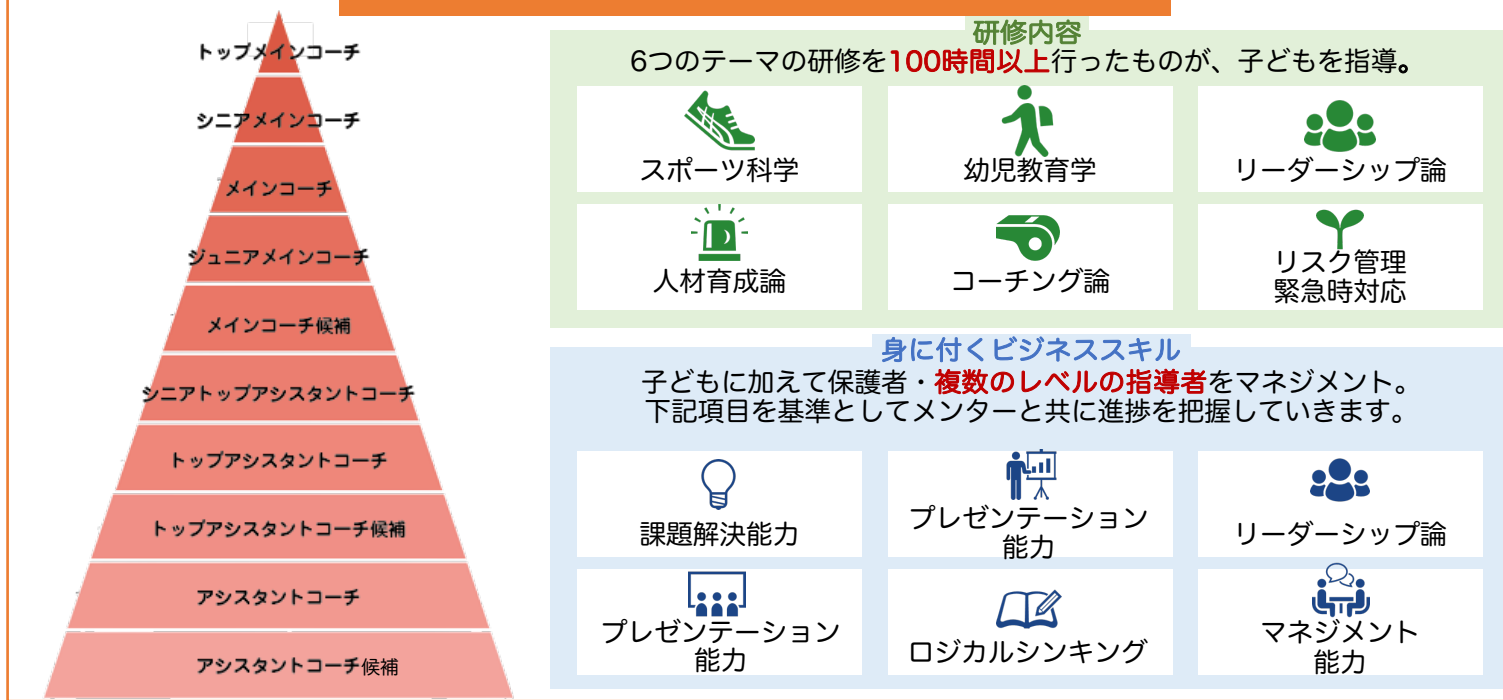 トップメインコーチ
シニアメインコーチ
メインコーチ
ジュニアメインコーチ
メインコーチ候補
シニアトップアシスタントコーチ
トップアシスタントコーチ
トップアシスタントコーチ候補
アシスタントコーチ
アシスタントコーチ候補
研修内容
6つのテーマの研修を100時間以上行ったものが、子どもを指導。
スポーツ科学
幼児教育学
リーダーシップ論
人材育成論
コーチング論
リスク管理
緊急時対応
身に付くビジネススキル
子どもに加えて保護者・複数のレベルの指導者をマネジメント。
下記項目を基準としてメンターと共に進捗を把握していきます。
課題解決能力
プレゼンテーション
能力
リーダーシップ論
プレゼンテーション
能力
ロジカルシンキング
マネジメント
能力